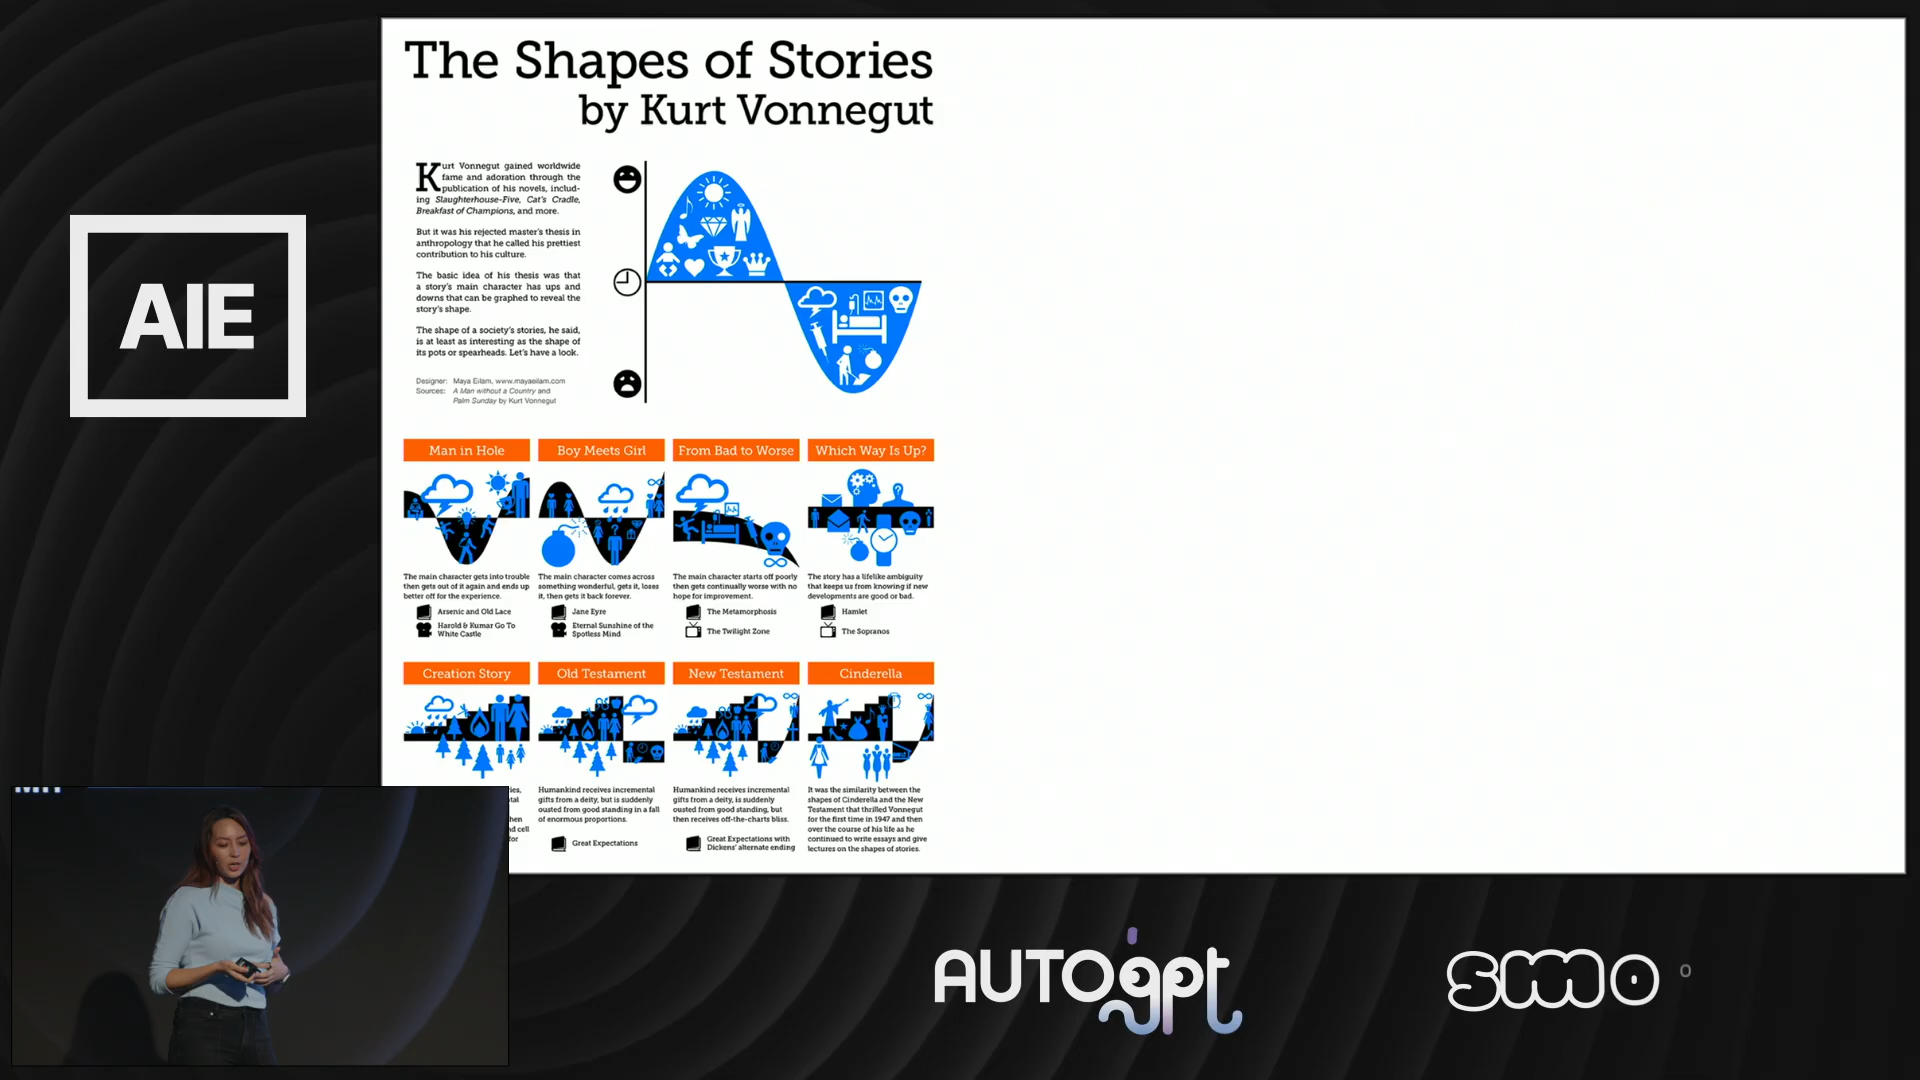 The Shapes of Stories
by Kurt Vonnegut
Kurt Vonnegut gained worldwide
fame and adoration through the
publication of his novels, includ-
ing Slaughterhouse-Five, Cat's Cradle,
Breakfast of Champions, and more.
But it was his rejected master's thesis in
anthropology that he called his prettiest
contribution to his culture.
The basic idea of his thesis was that
a story's main character has ups and
downs that can be graphed to reveal the
story's shape.
The shape of a society's stories, he said,
is at least as interesting as the shape of
its pots or spearheads. Let's have a look.
Designer: Maya Eilam, www.mayaeilam.com
Sources: A Man without a Country and
Palm Sunday by Kurt Vonnegut
AIE
Man in Hole
The main character gets into trouble
then gets out of it again and ends up
better off for the experience.
Arsenic and Old Lace
Harold & Kumar Go To
White Castle
Boy Meets Girl
The main character comes across
something wonderful, gets it, loses
it, then gets it back forever.
Jane Eyre
Eternal Sunshine of the
Spotless Mind
From Bad to Worse
The main character starts off poorly
then gets continually worse with no
hope for improvement.
The Metamorphosis
The Twilight Zone
Which Way Is Up?
The story has a lifelike ambiguity
that keeps us from knowing if new
developments are good or bad.
Hamlet
The Sopranos
Creation Story
Old Testament
Humankind receives incremental
gifts from a deity, but is suddenly
ousted from good standing in a fall
of enormous proportions.
Great Expectations
New Testament
Humankind receives incremental
gifts from a deity, is suddenly
ousted from good standing, but
then receives off-the-charts bliss.
Great Expectations with
Dickens' alternate ending
Cinderella
It was the similarity between the
shapes of Cinderella and the New
Testament that thrilled Vonnegut
for the first time in 1947 and then
over the course of his life as he
continued to write essays and give
lectures on the shapes of stories.
AUTOgpt
smo